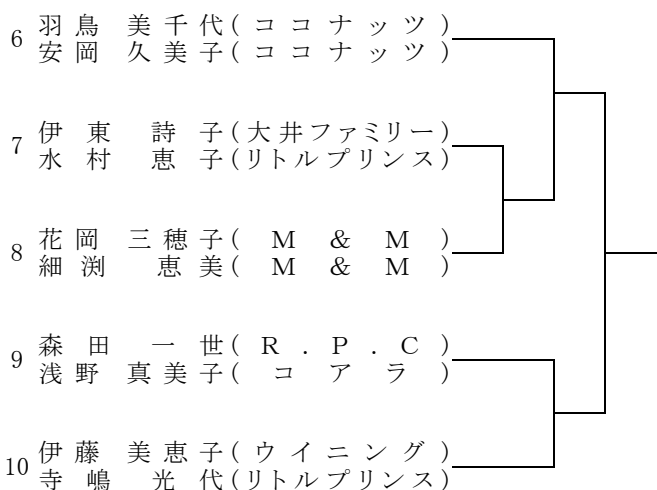 6 羽鳥 美千代(ココナッツ)
安岡 久美子(ココナッツ)
7 伊東 詩子(大井ファミリー)
水村 恵子(リトルプリンス)
8 花岡 三穂子(M & M)
細渕 恵美(M & M)
9 森田 一世(R.P.C)
浅野 真美子(コアラ)
10 伊藤 美恵子(ウイニング)
寺嶋 光代(リトルプリンス)